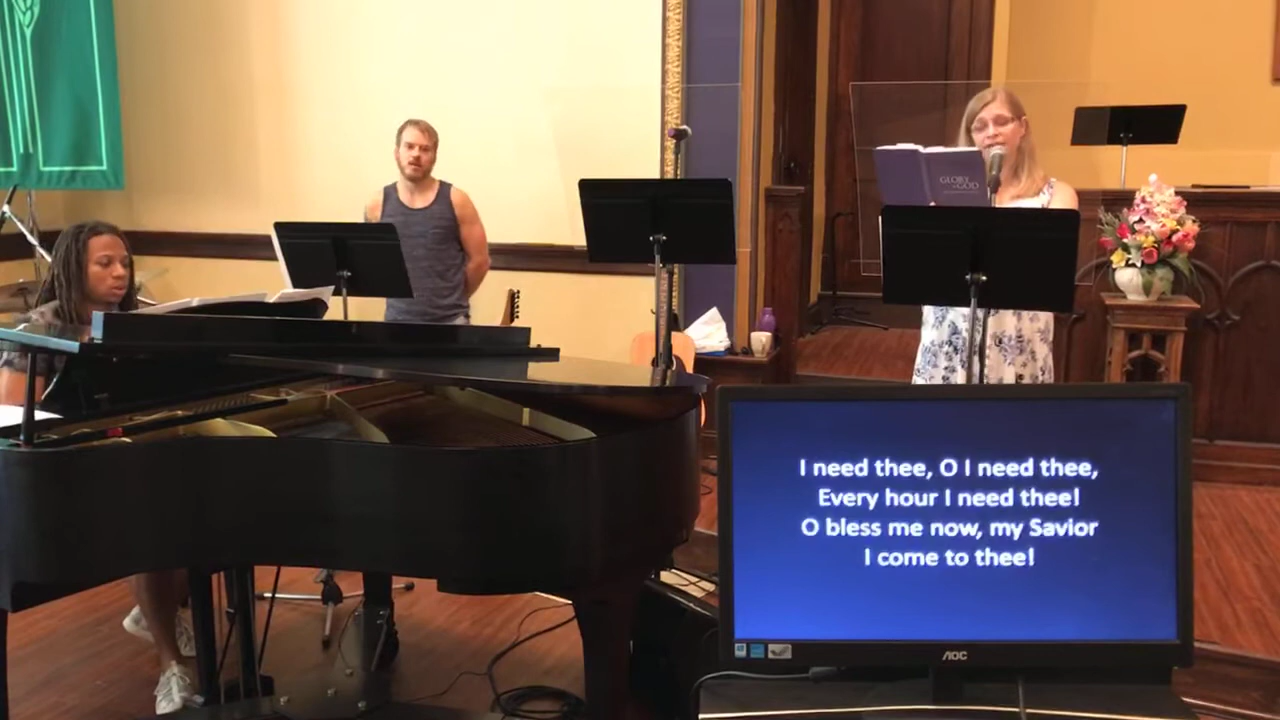 GLORY
to GOD
I need thee, O I need thee,
Every hour I need thee!
O bless me now, my Savior
I come to thee!
AOC